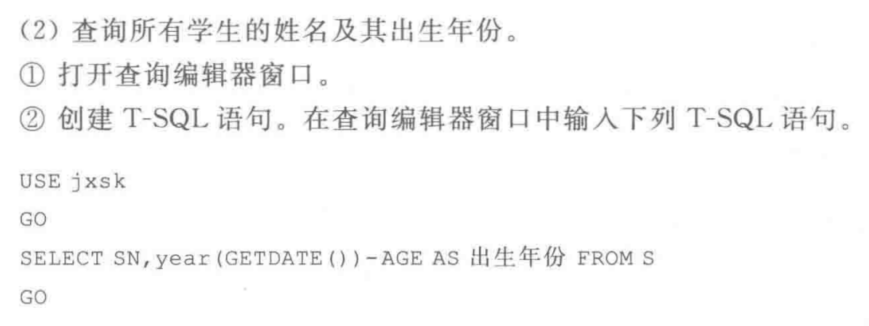 (2) 查询所有学生的姓名及其出生年份。
① 打开查询编辑器窗口。
② 创建 T-SQL 语句。在查询编辑器窗口中输入下列 T-SQL 语句。
USE jxsk
GO
SELECT SN,year(GETDATE())-AGE AS 出生年份 FROM S
GO